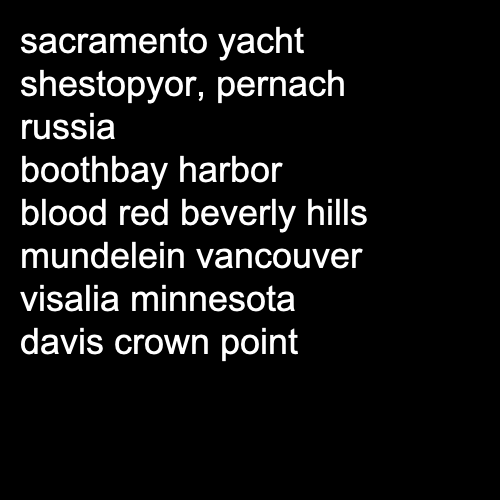 sacramento yacht
shestopyor, pernach
russia
boothbay harbor
blood red beverly hills
mundelein vancouver
visalia minnesota
davis crown point